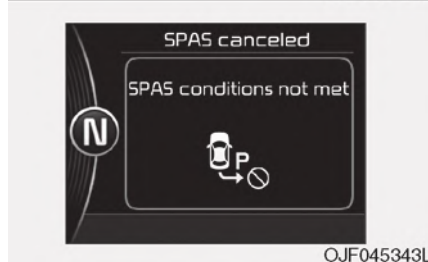 SPAS canceled
SPAS conditions not met
N
P
OJF045343L